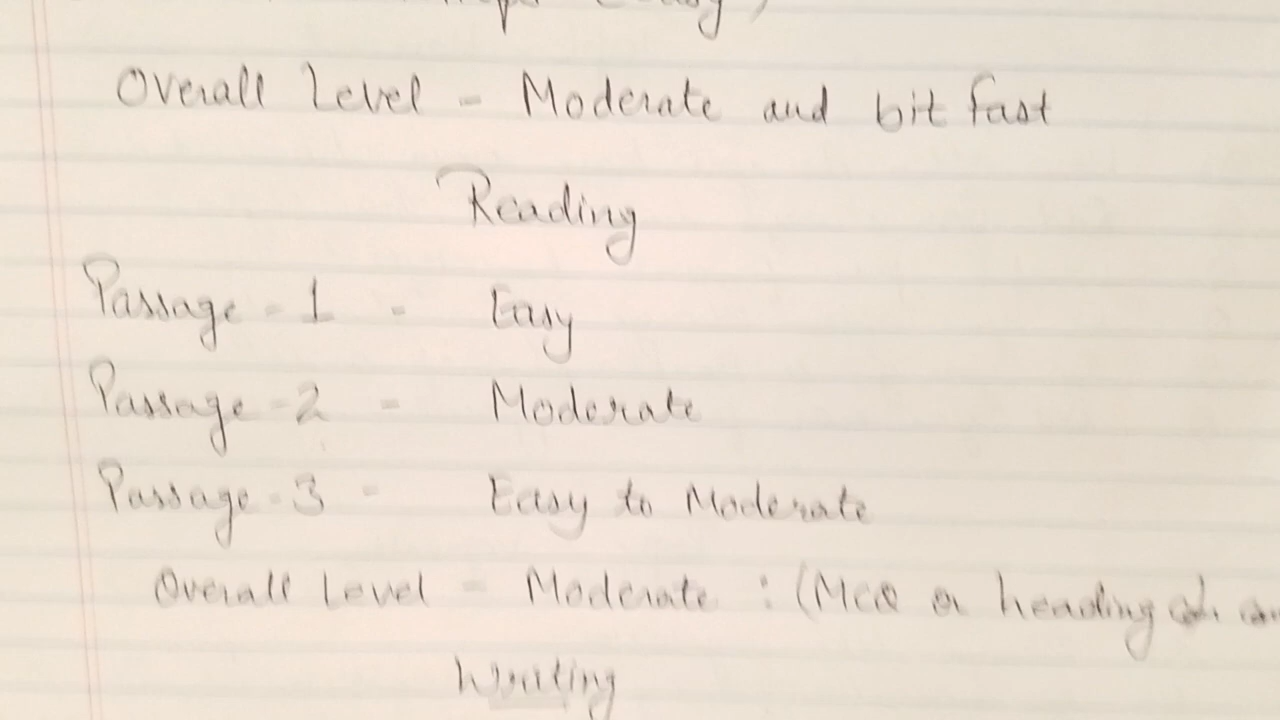 Overall Level - Moderate and bit fast
Reading
Passage - 1 - Easy
Passage - 2 - Moderate
Passage - 3 - Easy to Moderate
Overall Level - Moderate : (MCQ or heading
Writing